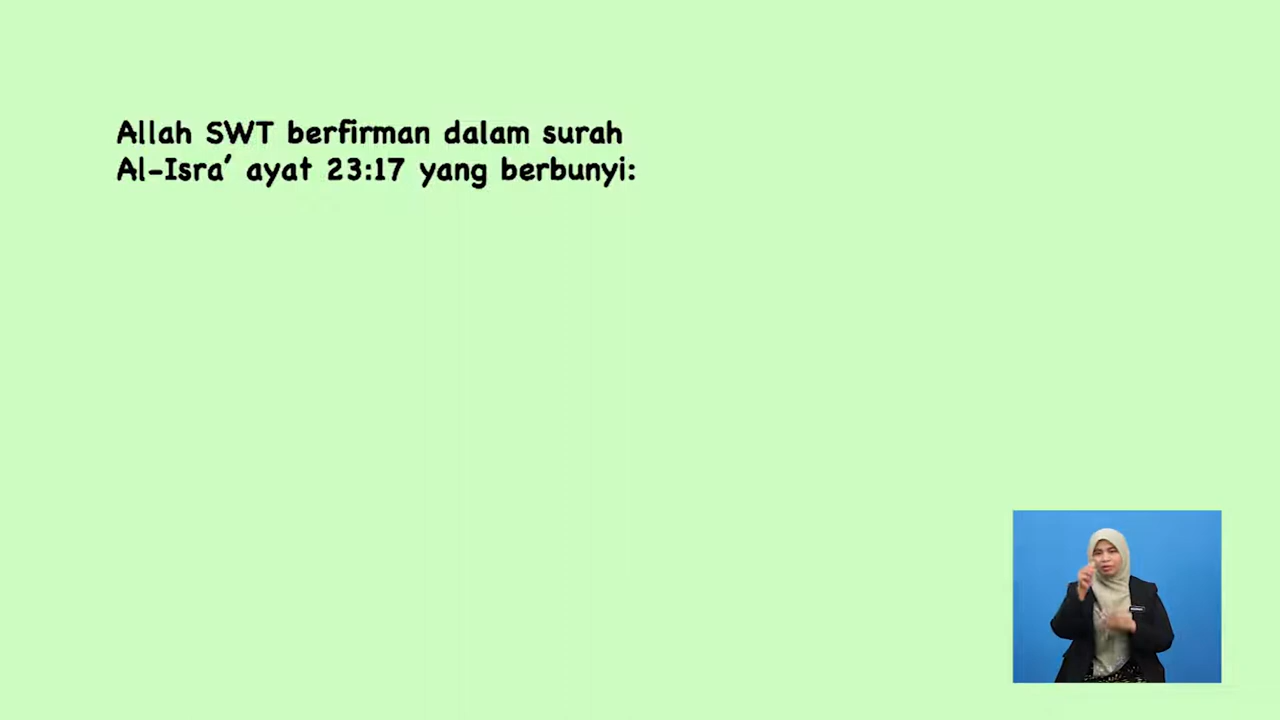 Allah SWT berfirman dalam surah
Al-Isra’ ayat 23:17 yang berbunyi: